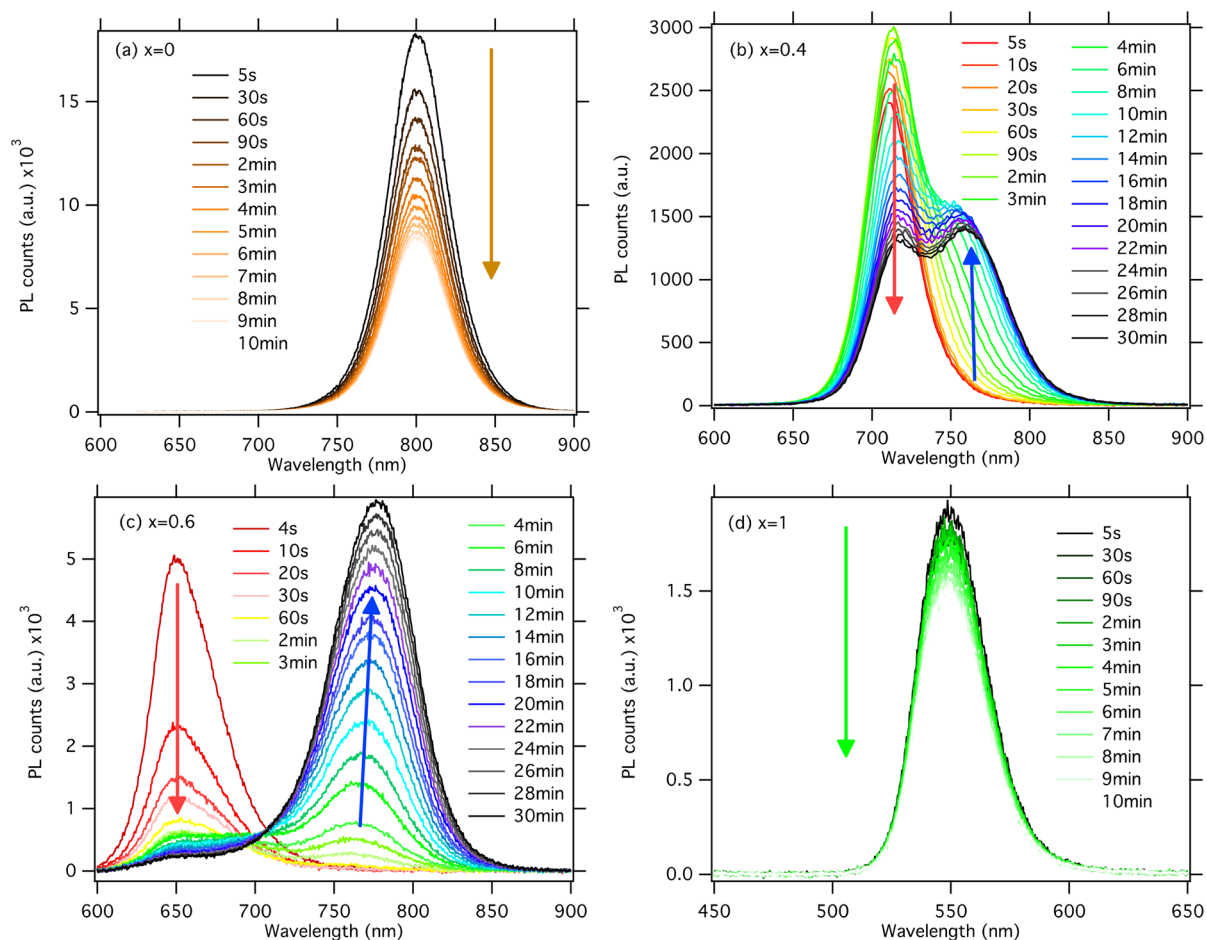 (a) x=0
5s
30s
60s
90s
2min
3min
4min
5min
6min
7min
8min
9min
10min
PL counts (a.u.) x10³
15
10
5
0
600 650 700 750 800 850 900
Wavelength (nm)
(b) x=0.4
5s
10s
20s
30s
60s
90s
2min
3min
4min
6min
8min
10min
12min
14min
16min
18min
20min
22min
24min
26min
28min
30min
PL counts (a.u.)
3000
2500
2000
1500
1000
500
0
600 650 700 750 800 850 900
Wavelength (nm)
(c) x=0.6
4s
10s
20s
30s
60s
2min
3min
4min
6min
8min
10min
12min
14min
16min
18min
20min
22min
24min
26min
28min
30min
PL counts (a.u.) x10³
5
4
3
2
1
0
600 650 700 750 800 850 900
Wavelength (nm)
(d) x=1
5s
30s
60s
90s
2min
3min
4min
5min
6min
7min
8min
9min
10min
PL counts (a.u.) x10³
1.5
1.0
0.5
0.0
450 500 550 600 650
Wavelength (nm)